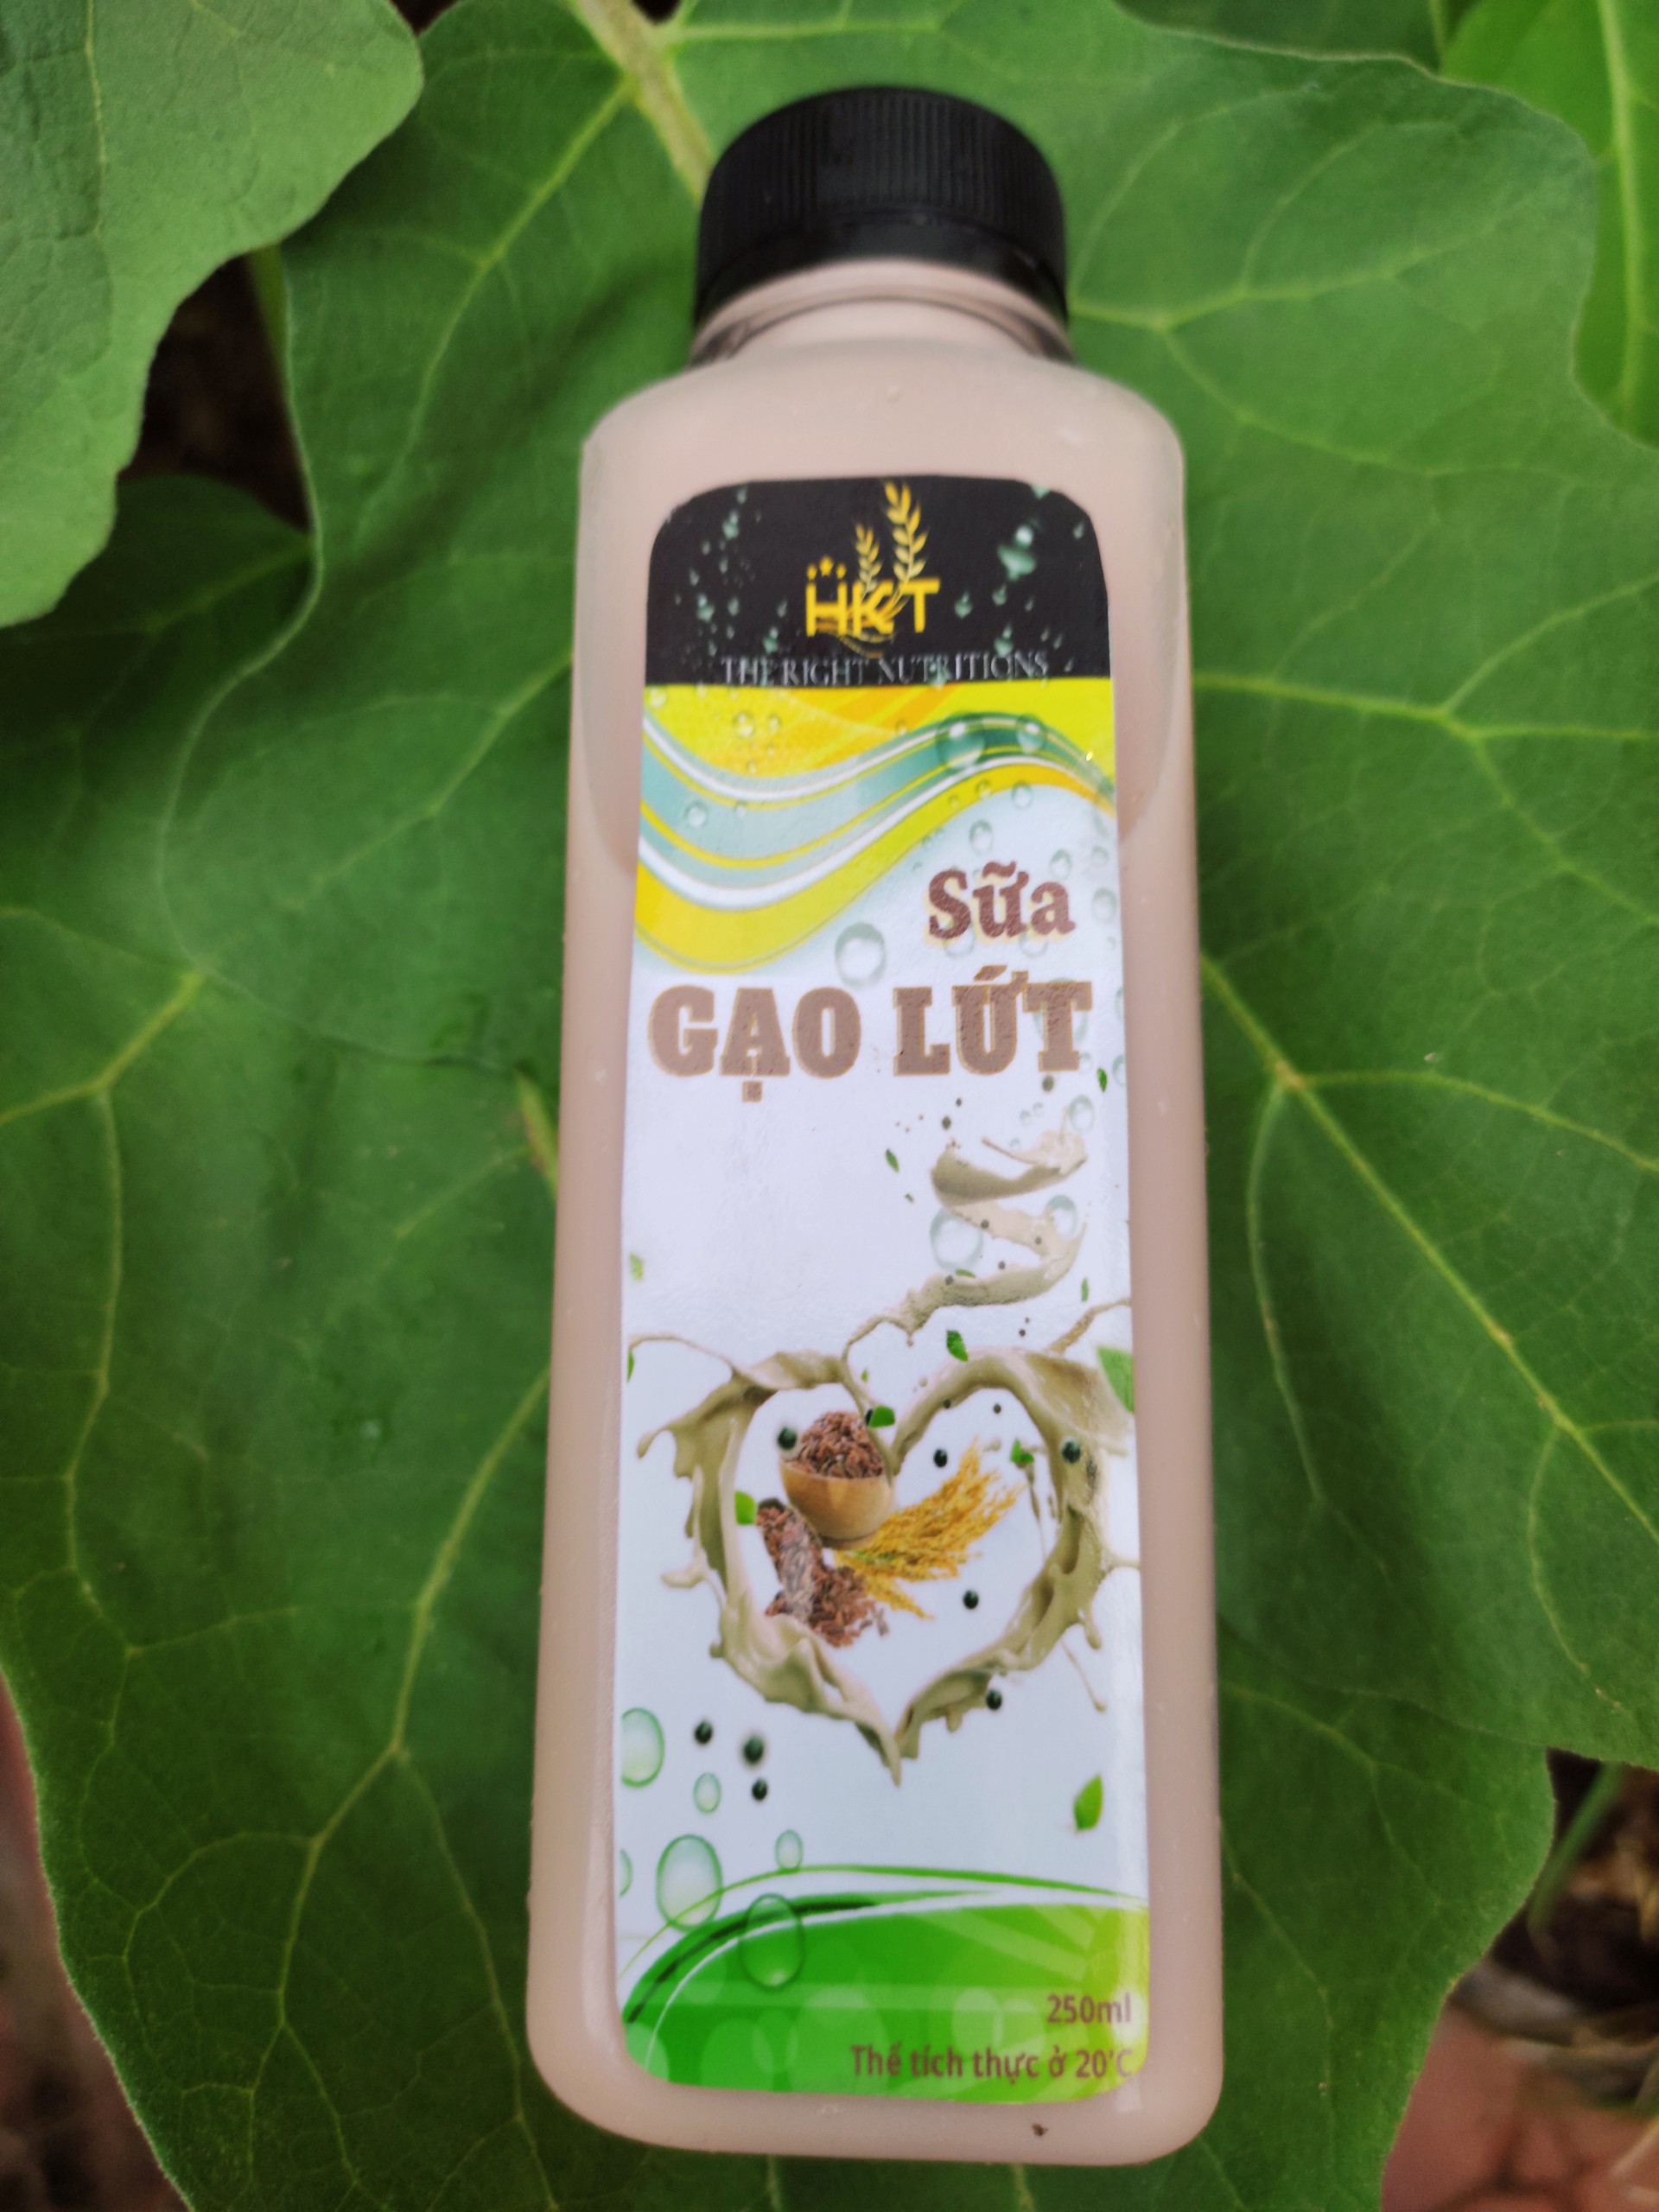 HKT
THE RIGHT NUTRITIONS
Sữa
GẠO LỨT
250ml
Thể tích thực ở 20°C